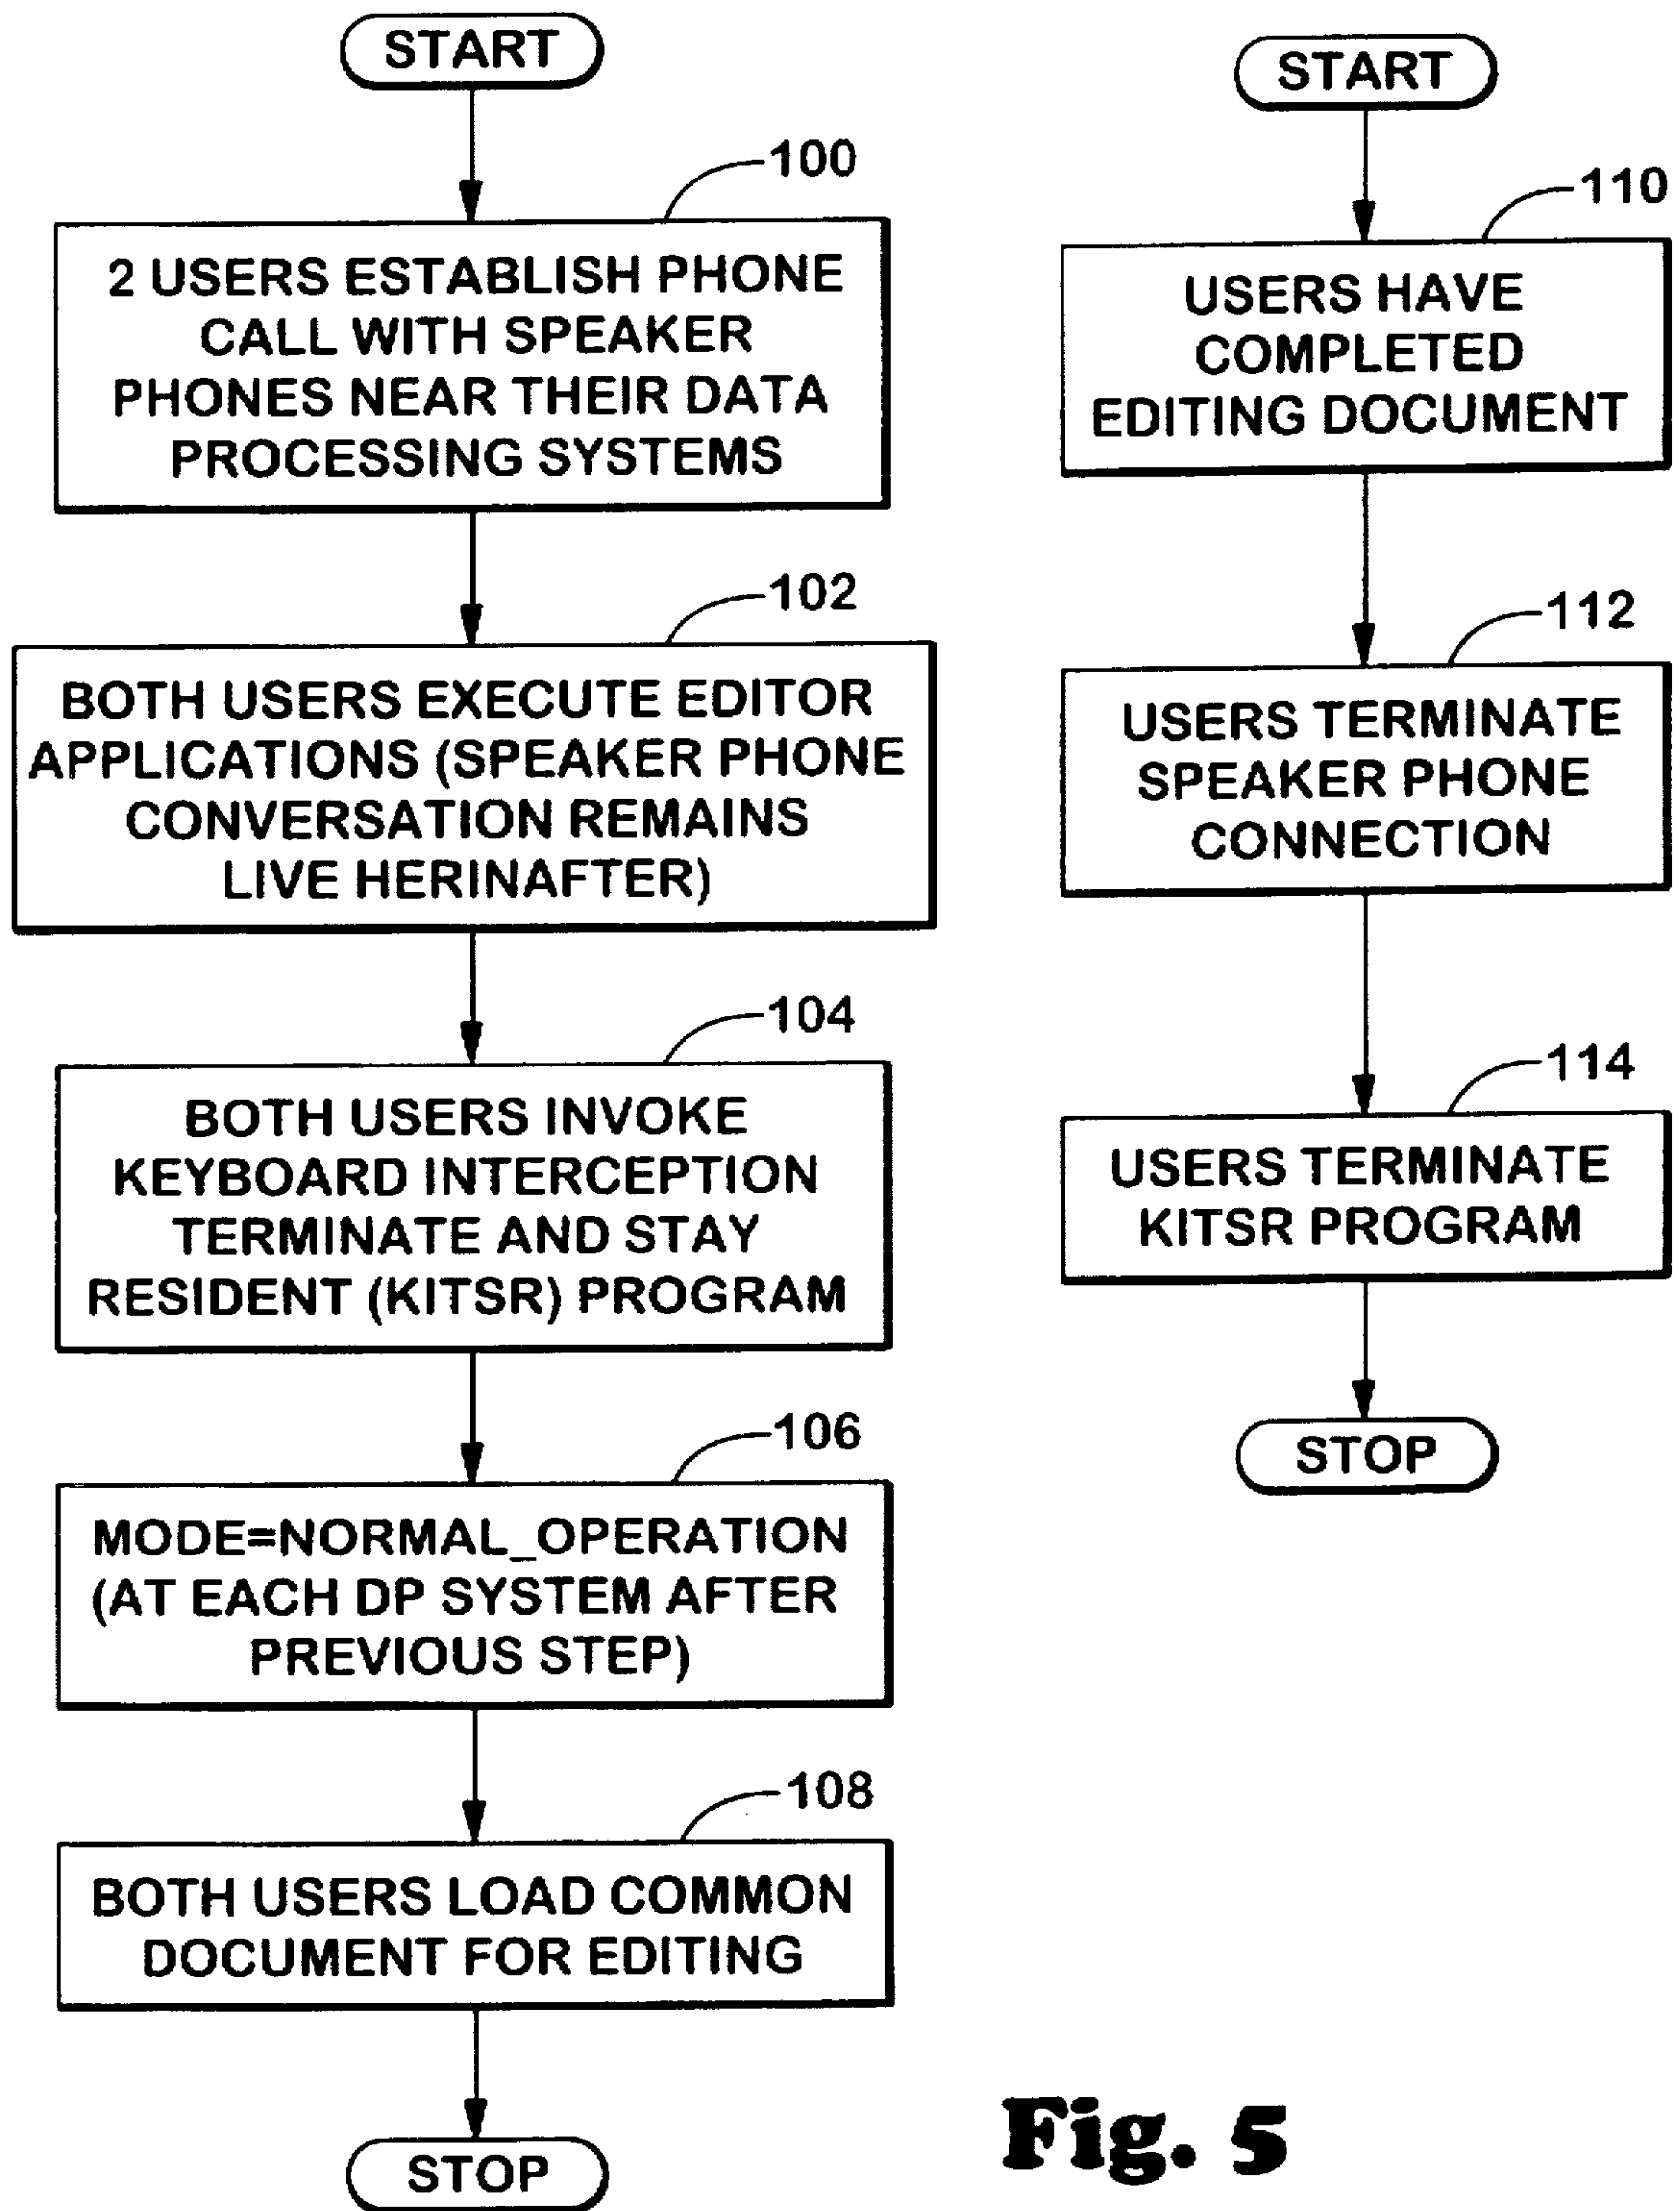 START
100
2 USERS ESTABLISH PHONE
CALL WITH SPEAKER
PHONES NEAR THEIR DATA
PROCESSING SYSTEMS
102
BOTH USERS EXECUTE EDITOR
APPLICATIONS (SPEAKER PHONE
CONVERSATION REMAINS
LIVE HERINAFTER)
104
BOTH USERS INVOKE
KEYBOARD INTERCEPTION
TERMINATE AND STAY
RESIDENT (KITSR) PROGRAM
106
MODE=NORMAL_OPERATION
(AT EACH DP SYSTEM AFTER
PREVIOUS STEP)
108
BOTH USERS LOAD COMMON
DOCUMENT FOR EDITING
STOP
START
110
USERS HAVE
COMPLETED
EDITING DOCUMENT
112
USERS TERMINATE
SPEAKER PHONE
CONNECTION
114
USERS TERMINATE
KITSR PROGRAM
STOP
Fig. 5